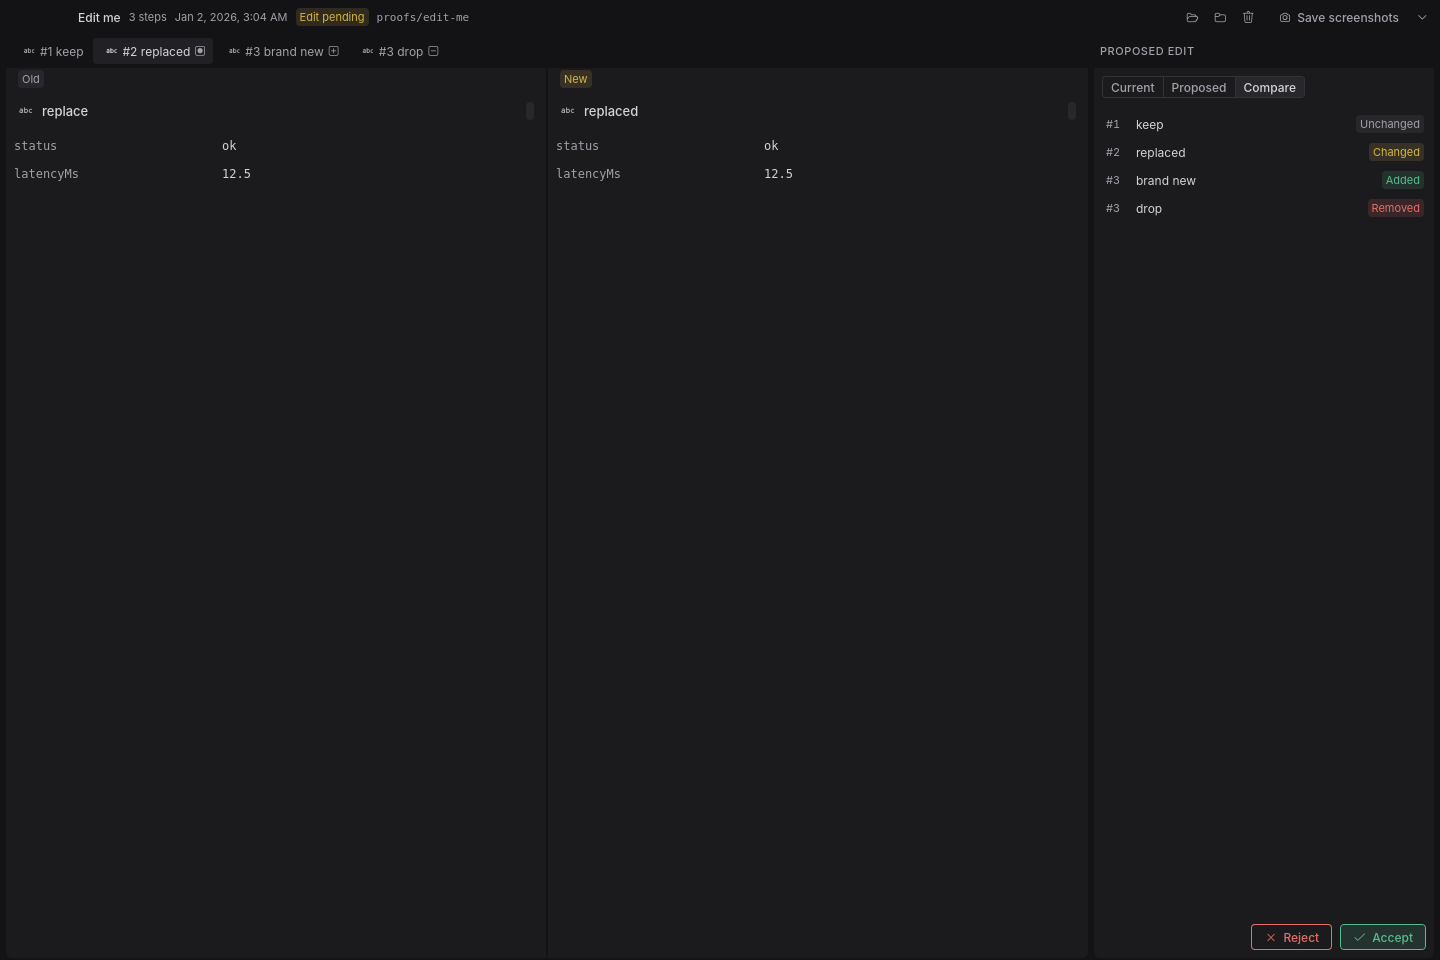 Edit me 3 steps Jan 2, 2026, 3:04 AM Edit pending proofs/edit-me Save screenshots
abc #1 keep abc #2 replaced abc #3 brand new abc #3 drop PROPOSED EDIT
Old
abc replace
status ok
latencyMs 12.5
New
abc replaced
status ok
latencyMs 12.5
Current Proposed Compare
#1 keep Unchanged
#2 replaced Changed
#3 brand new Added
#3 drop Removed
Reject Accept